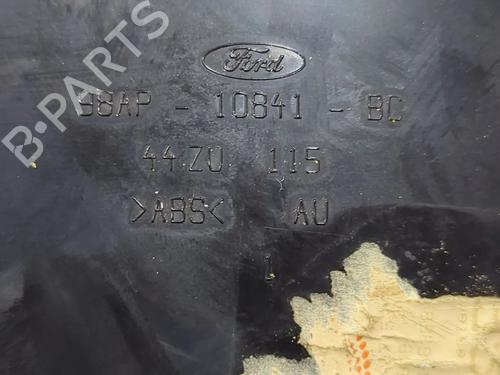 Ford
98AP - 10841 - BC
44ZU 115
>ABS< AU
1
B-PARTS